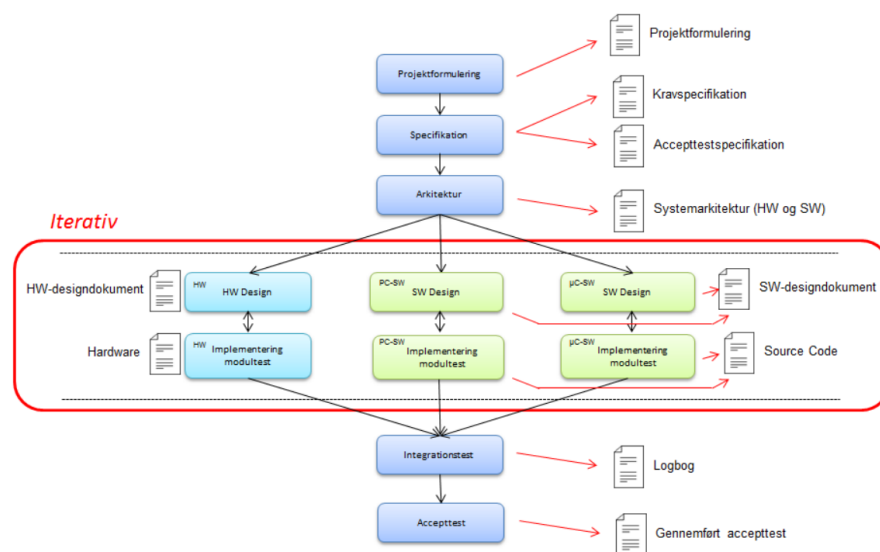 Projektformulering
Projektformulering
Kravspecifikation
Specifikation
Accepttestspecifikation
Arkitektur
Systemarkitektur (HW og SW)
Iterativ
HW-designdokument
HW
HW Design
PC-SW
SW Design
µC-SW
SW Design
SW-designdokument
Hardware
HW
Implementering
modultest
PC-SW
Implementering
modultest
µC-SW
Implementering
modultest
Source Code
Integrationstest
Logbog
Accepttest
Gennemført accepttest